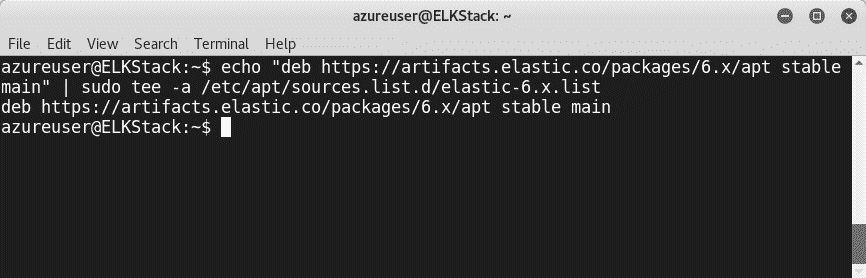 azureuser@ELKStack: ~
File Edit View Search Terminal Help
azureuser@ELKStack:~$ echo "deb https://artifacts.elastic.co/packages/6.x/apt stable
main" | sudo tee -a /etc/apt/sources.list.d/elastic-6.x.list
deb https://artifacts.elastic.co/packages/6.x/apt stable main
azureuser@ELKStack:~$